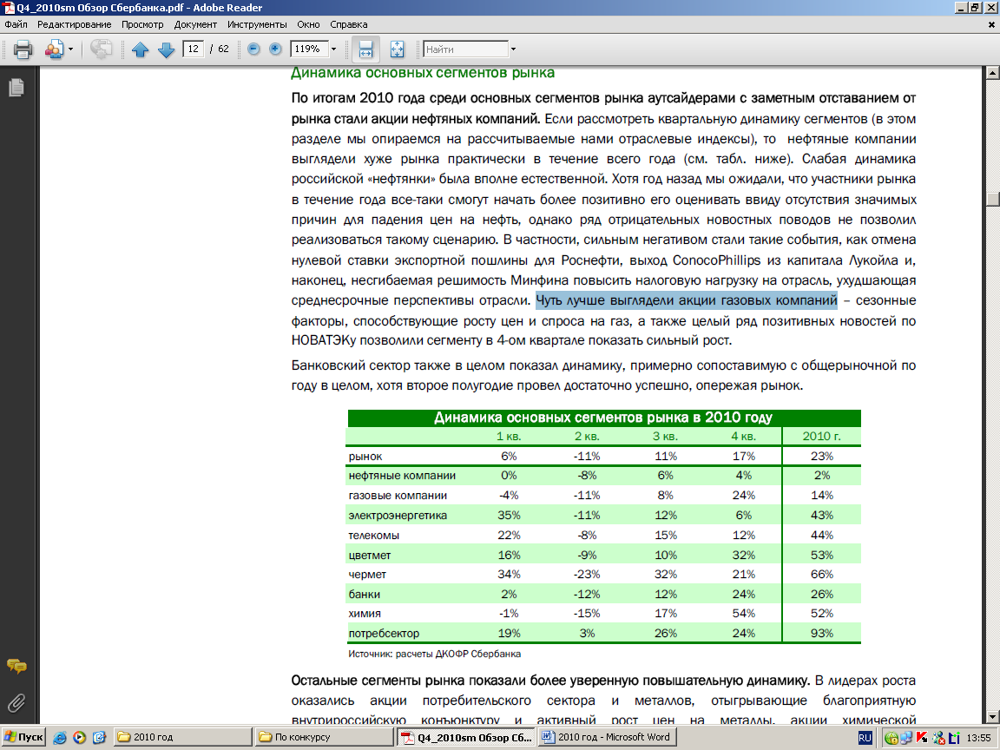 Q4_2010sm Обзор Сбербанка.pdf - Adobe Reader
Файл Редактирование Просмотр Документ Инструменты Окно Справка
12 / 62 119% Найти
Динамика основных сегментов рынка
По итогам 2010 года среди основных сегментов рынка аутсайдерами с заметным отставанием от
рынка стали акции нефтяных компаний. Если рассмотреть квартальную динамику сегментов (в этом
разделе мы опираемся на рассчитываемые нами отраслевые индексы), то нефтяные компании
выглядели хуже рынка практически в течение всего года (см. табл. ниже). Слабая динамика
российской «нефтянки» была вполне естественной. Хотя год назад мы ожидали, что участники рынка
в течение года все-таки смогут начать более позитивно его оценивать ввиду отсутствия значимых
причин для падения цен на нефть, однако ряд отрицательных новостных поводов не позволил
реализоваться такому сценарию. В частности, сильным негативом стали такие события, как отмена
нулевой ставки экспортной пошлины для Роснефти, выход ConocoPhillips из капитала Лукойла и,
наконец, несгибаемая решимость Минфина повысить налоговую нагрузку на отрасль, ухудшающая
среднесрочные перспективы отрасли. Чуть лучше выглядели акции газовых компаний – сезонные
факторы, способствующие росту цен и спроса на газ, а также целый ряд позитивных новостей по
НОВАТЭКу позволили сегменту в 4-ом квартале показать сильный рост.
Банковский сектор также в целом показал динамику, примерно сопоставимую с общерыночной по
году в целом, хотя второе полугодие провел достаточно успешно, опережая рынок.
Динамика основных сегментов рынка в 2010 году
1 кв. 2 кв. 3 кв. 4 кв. 2010 г.
рынок 6% -11% 11% 17% 23%
нефтяные компании 0% -8% 6% 4% 2%
газовые компании -4% -11% 8% 24% 14%
электроэнергетика 35% -11% 12% 6% 43%
телекомы 22% -8% 15% 12% 44%
цветмет 16% -9% 10% 32% 53%
чермет 34% -23% 32% 21% 66%
банки 2% -12% 12% 24% 26%
химия -1% -15% 17% 54% 52%
потребсектор 19% 3% 26% 24% 93%
Источник: расчеты ДКОФР Сбербанка
Остальные сегменты рынка показали более уверенную повышательную динамику. В лидерах роста
оказались акции потребительского сектора и металлов, отыгрывающие благоприятную
внутрироссийскую конъюнктуру и активный рост цен на металлы, акции химической
Пуск 2010 год По конкурсу Q4_2010sm Обзор Сб... 2010 год - Microsoft Word RU 13:55